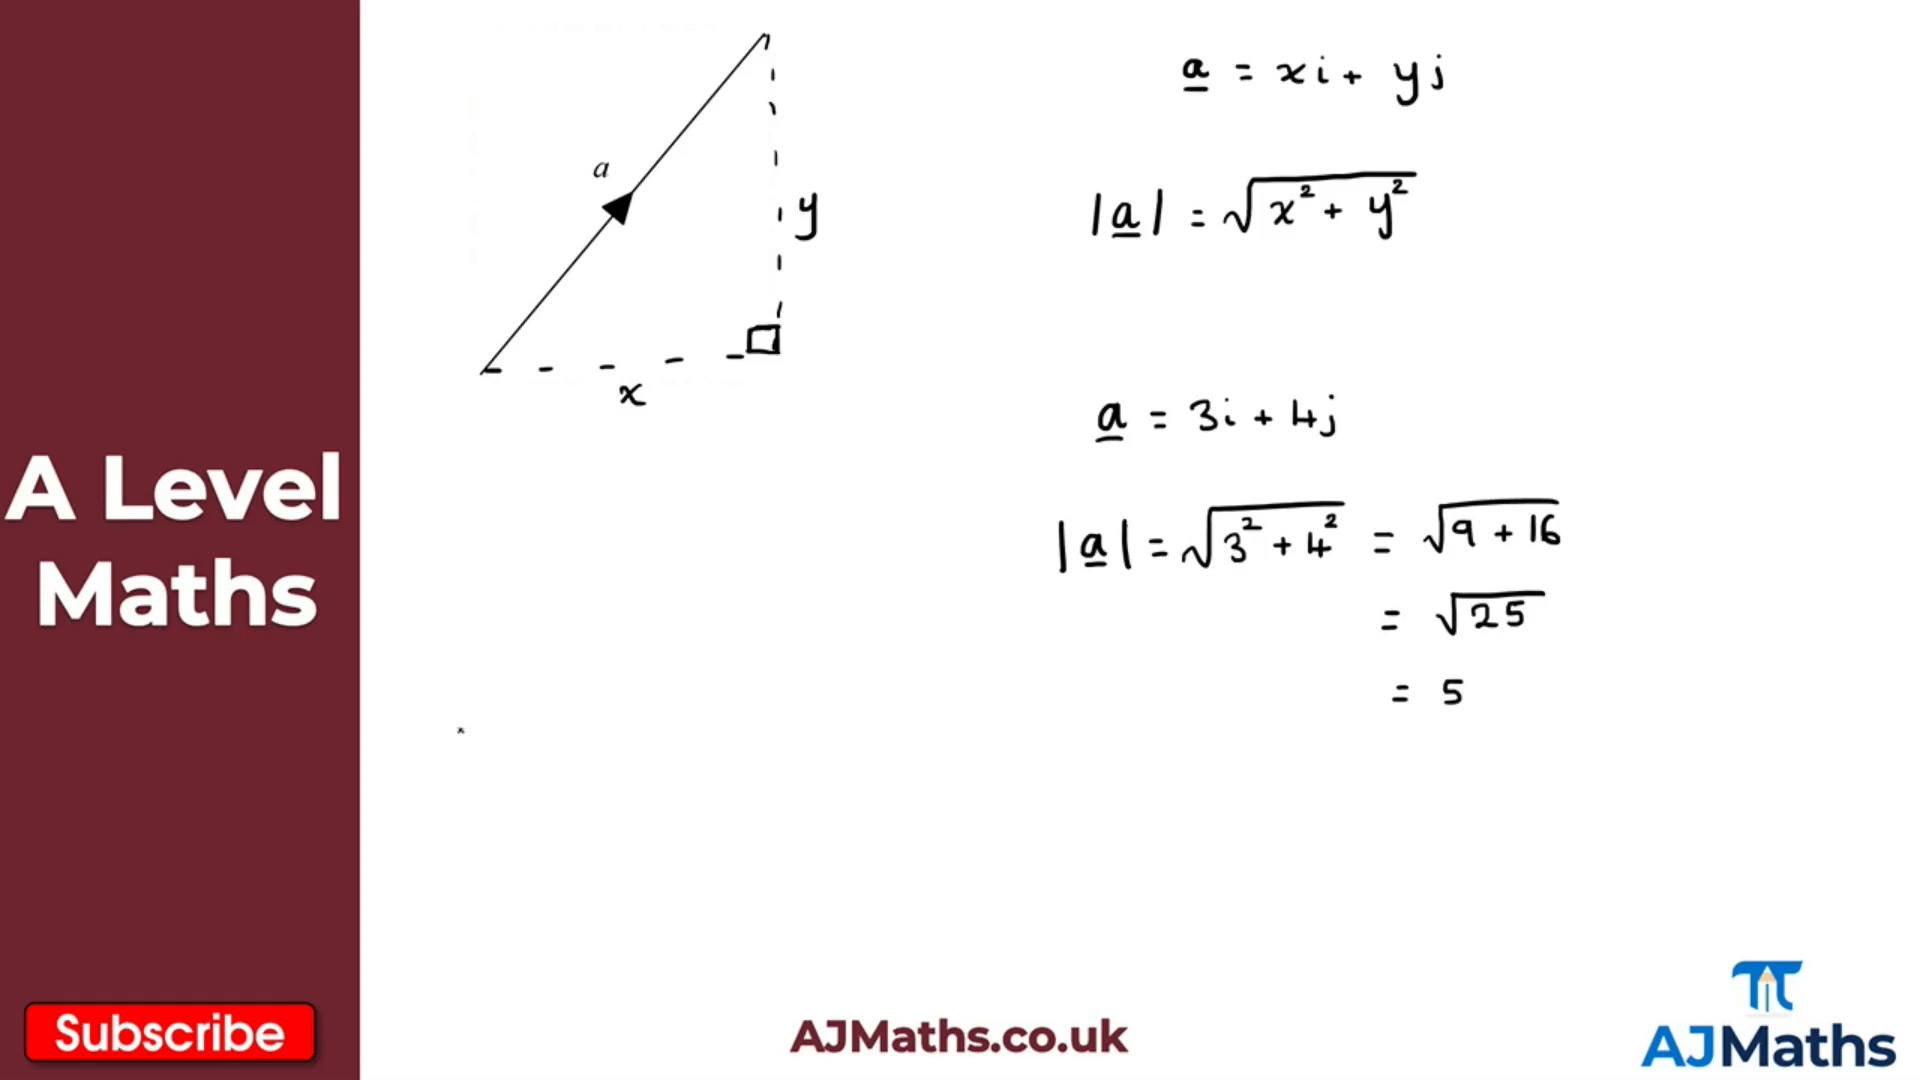 a
y
x
a = xi + yj
|a| = √x² + y²
a = 3i + 4j
|a| = √3² + 4² = √9 + 16
= √25
= 5
A Level
Maths
Subscribe
AJMaths.co.uk
AJMaths